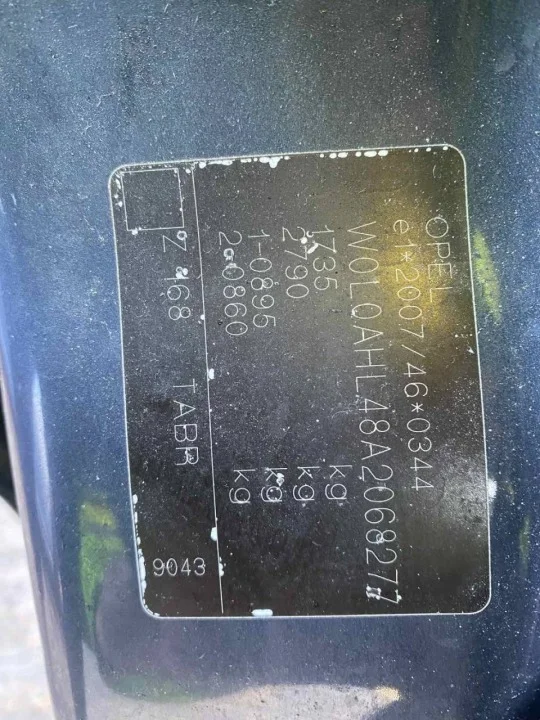 OPEL
e1*2007/46*0344
W0L0AHL48A2068277
1735 kg
2790 kg
1-0895 kg
2-0860 kg
Z 168 TABR
9043